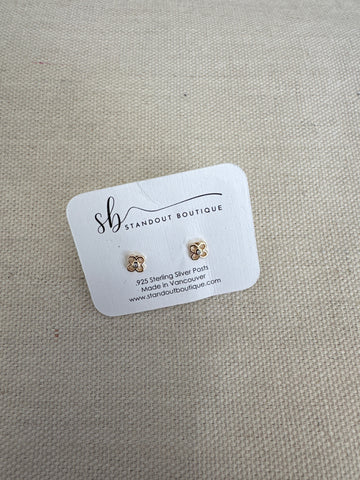 sb
STANDOUT BOUTIQUE
.925 Sterling Silver Posts
Made in Vancouver
www.standoutboutique.com